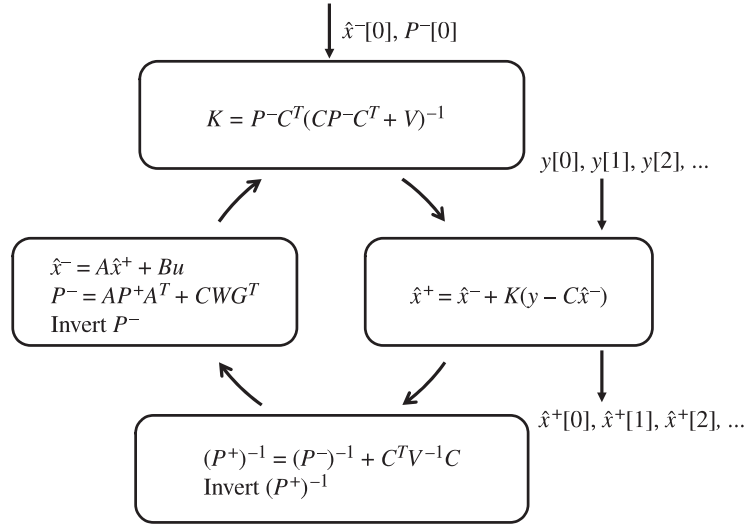 x̂⁻[0], P⁻[0]
K = P⁻Cᵀ(CP⁻Cᵀ + V)⁻¹
y[0], y[1], y[2], ...
x̂⁻ = Ax̂⁺ + Bu
P⁻ = AP⁺Aᵀ + CWGᵀ
Invert P⁻
x̂⁺ = x̂⁻ + K(y – Cx̂⁻)
x̂⁺[0], x̂⁺[1], x̂⁺[2], ...
(P⁺)⁻¹ = (P⁻)⁻¹ + CᵀV⁻¹C
Invert (P⁺)⁻¹